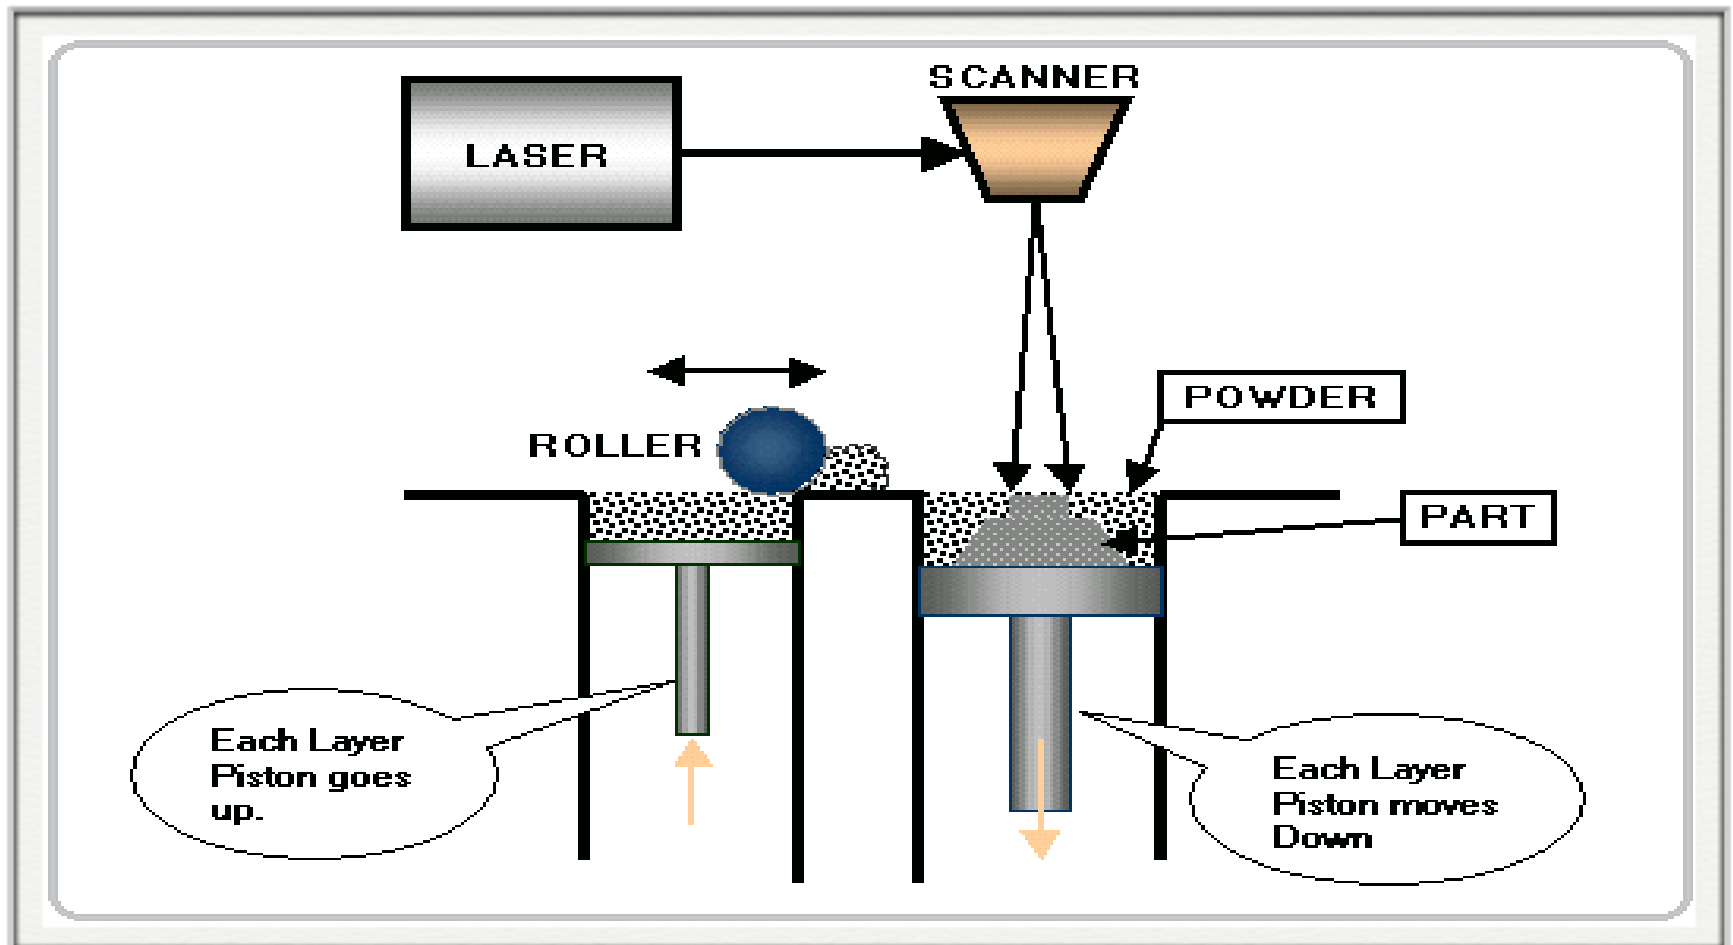 SCANNER
LASER
POWDER
ROLLER
PART
Each Layer
Piston goes
up.
Each Layer
Piston moves
Down